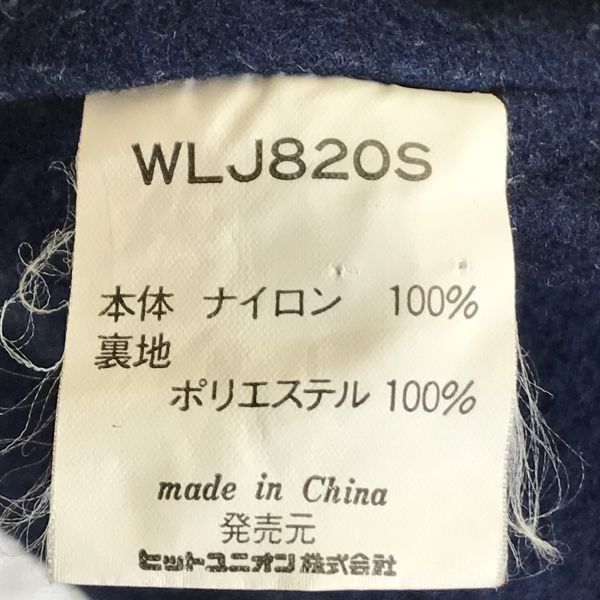 WLJ820S
本体 ナイロン 100%
裏地
ポリエステル 100%
made in China
発売元
ヒットユニオン株式会社